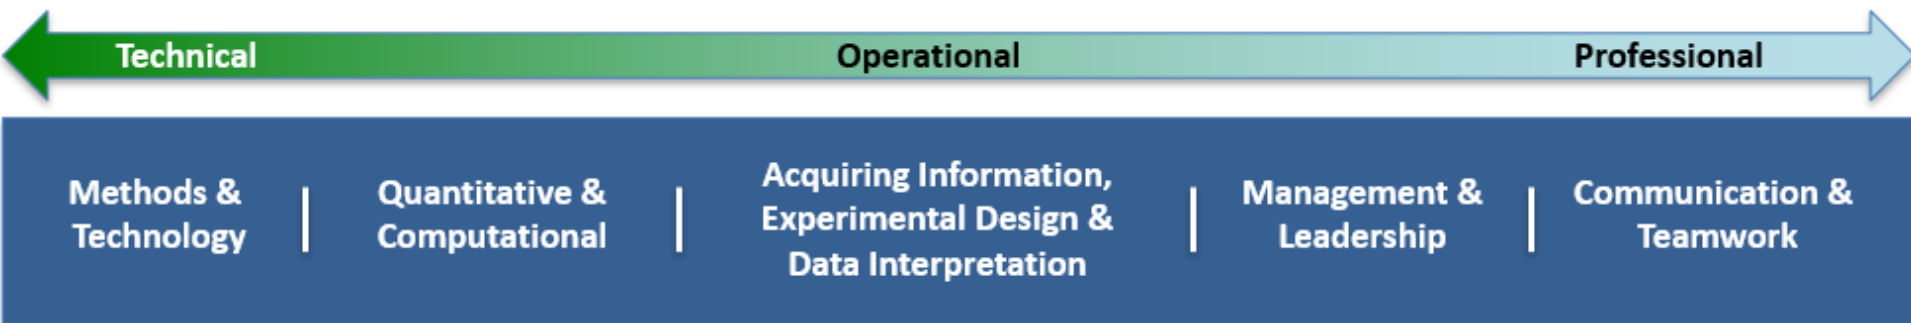 Technical
Operational
Professional
Methods &
Technology
Quantitative &
Computational
Acquiring Information,
Experimental Design &
Data Interpretation
Management &
Leadership
Communication &
Teamwork